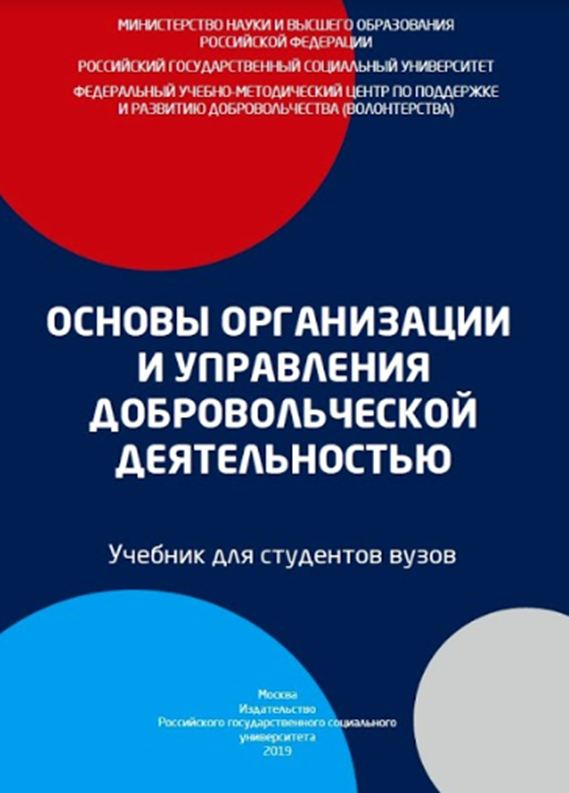 МИНИСТЕРСТВО НАУКИ И ВЫСШЕГО ОБРАЗОВАНИЯ
РОССИЙСКОЙ ФЕДЕРАЦИИ
РОССИЙСКИЙ ГОСУДАРСТВЕННЫЙ СОЦИАЛЬНЫЙ УНИВЕРСИТЕТ
ФЕДЕРАЛЬНЫЙ УЧЕБНО-МЕТОДИЧЕСКИЙ ЦЕНТР ПО ПОДДЕРЖКЕ
И РАЗВИТИЮ ДОБРОВОЛЬЧЕСТВА (ВОЛОНТЕРСТВА)
ОСНОВЫ ОРГАНИЗАЦИИ
И УПРАВЛЕНИЯ
ДОБРОВОЛЬЧЕСКОЙ
ДЕЯТЕЛЬНОСТЬЮ
Учебник для студентов вузов
Москва
Издательство
Российского государственного социального
университета
2019